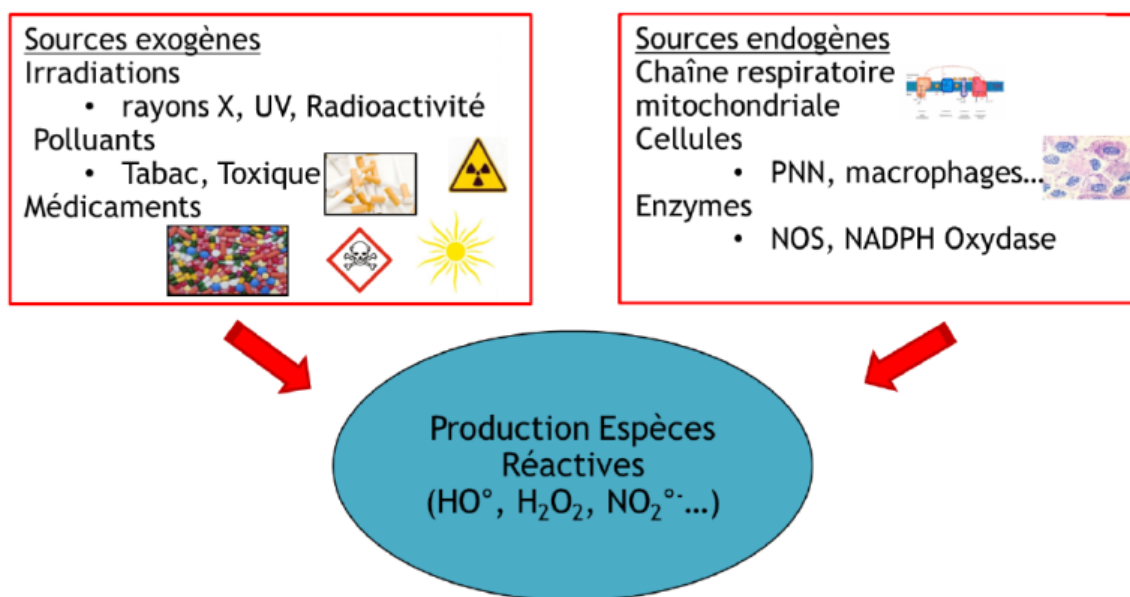 Sources exogènes
Irradiations
• rayons X, UV, Radioactivité
Polluants
• Tabac, Toxique
Médicaments
Sources endogènes
Chaîne respiratoire
mitochondriale
Cellules
• PNN, macrophages...
Enzymes
• NOS, NADPH Oxydase
Production Espèces
Réactives
(HO°, H₂O₂, NO₂°⁻...)